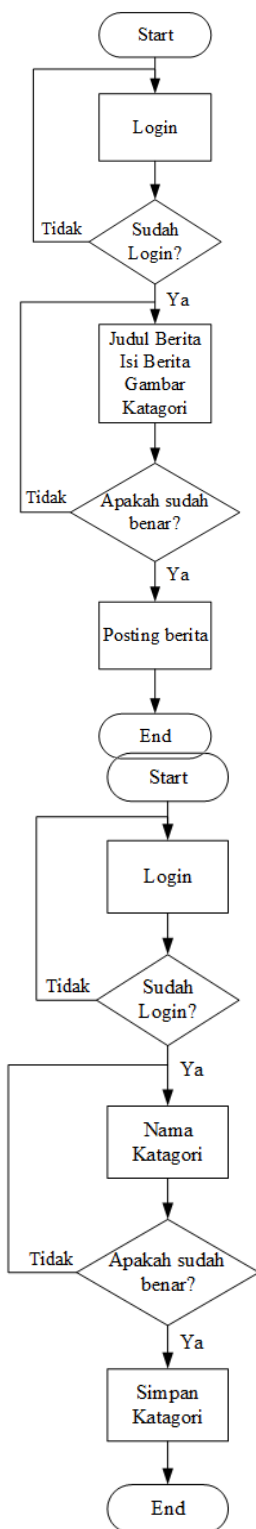 Start
Login
Tidak
Sudah
Login?
Ya
Judul Berita
Isi Berita
Gambar
Katagori
Tidak
Apakah sudah
benar?
Ya
Posting berita
End
Start
Login
Tidak
Sudah
Login?
Ya
Nama
Katagori
Tidak
Apakah sudah
benar?
Ya
Simpan
Katagori
End